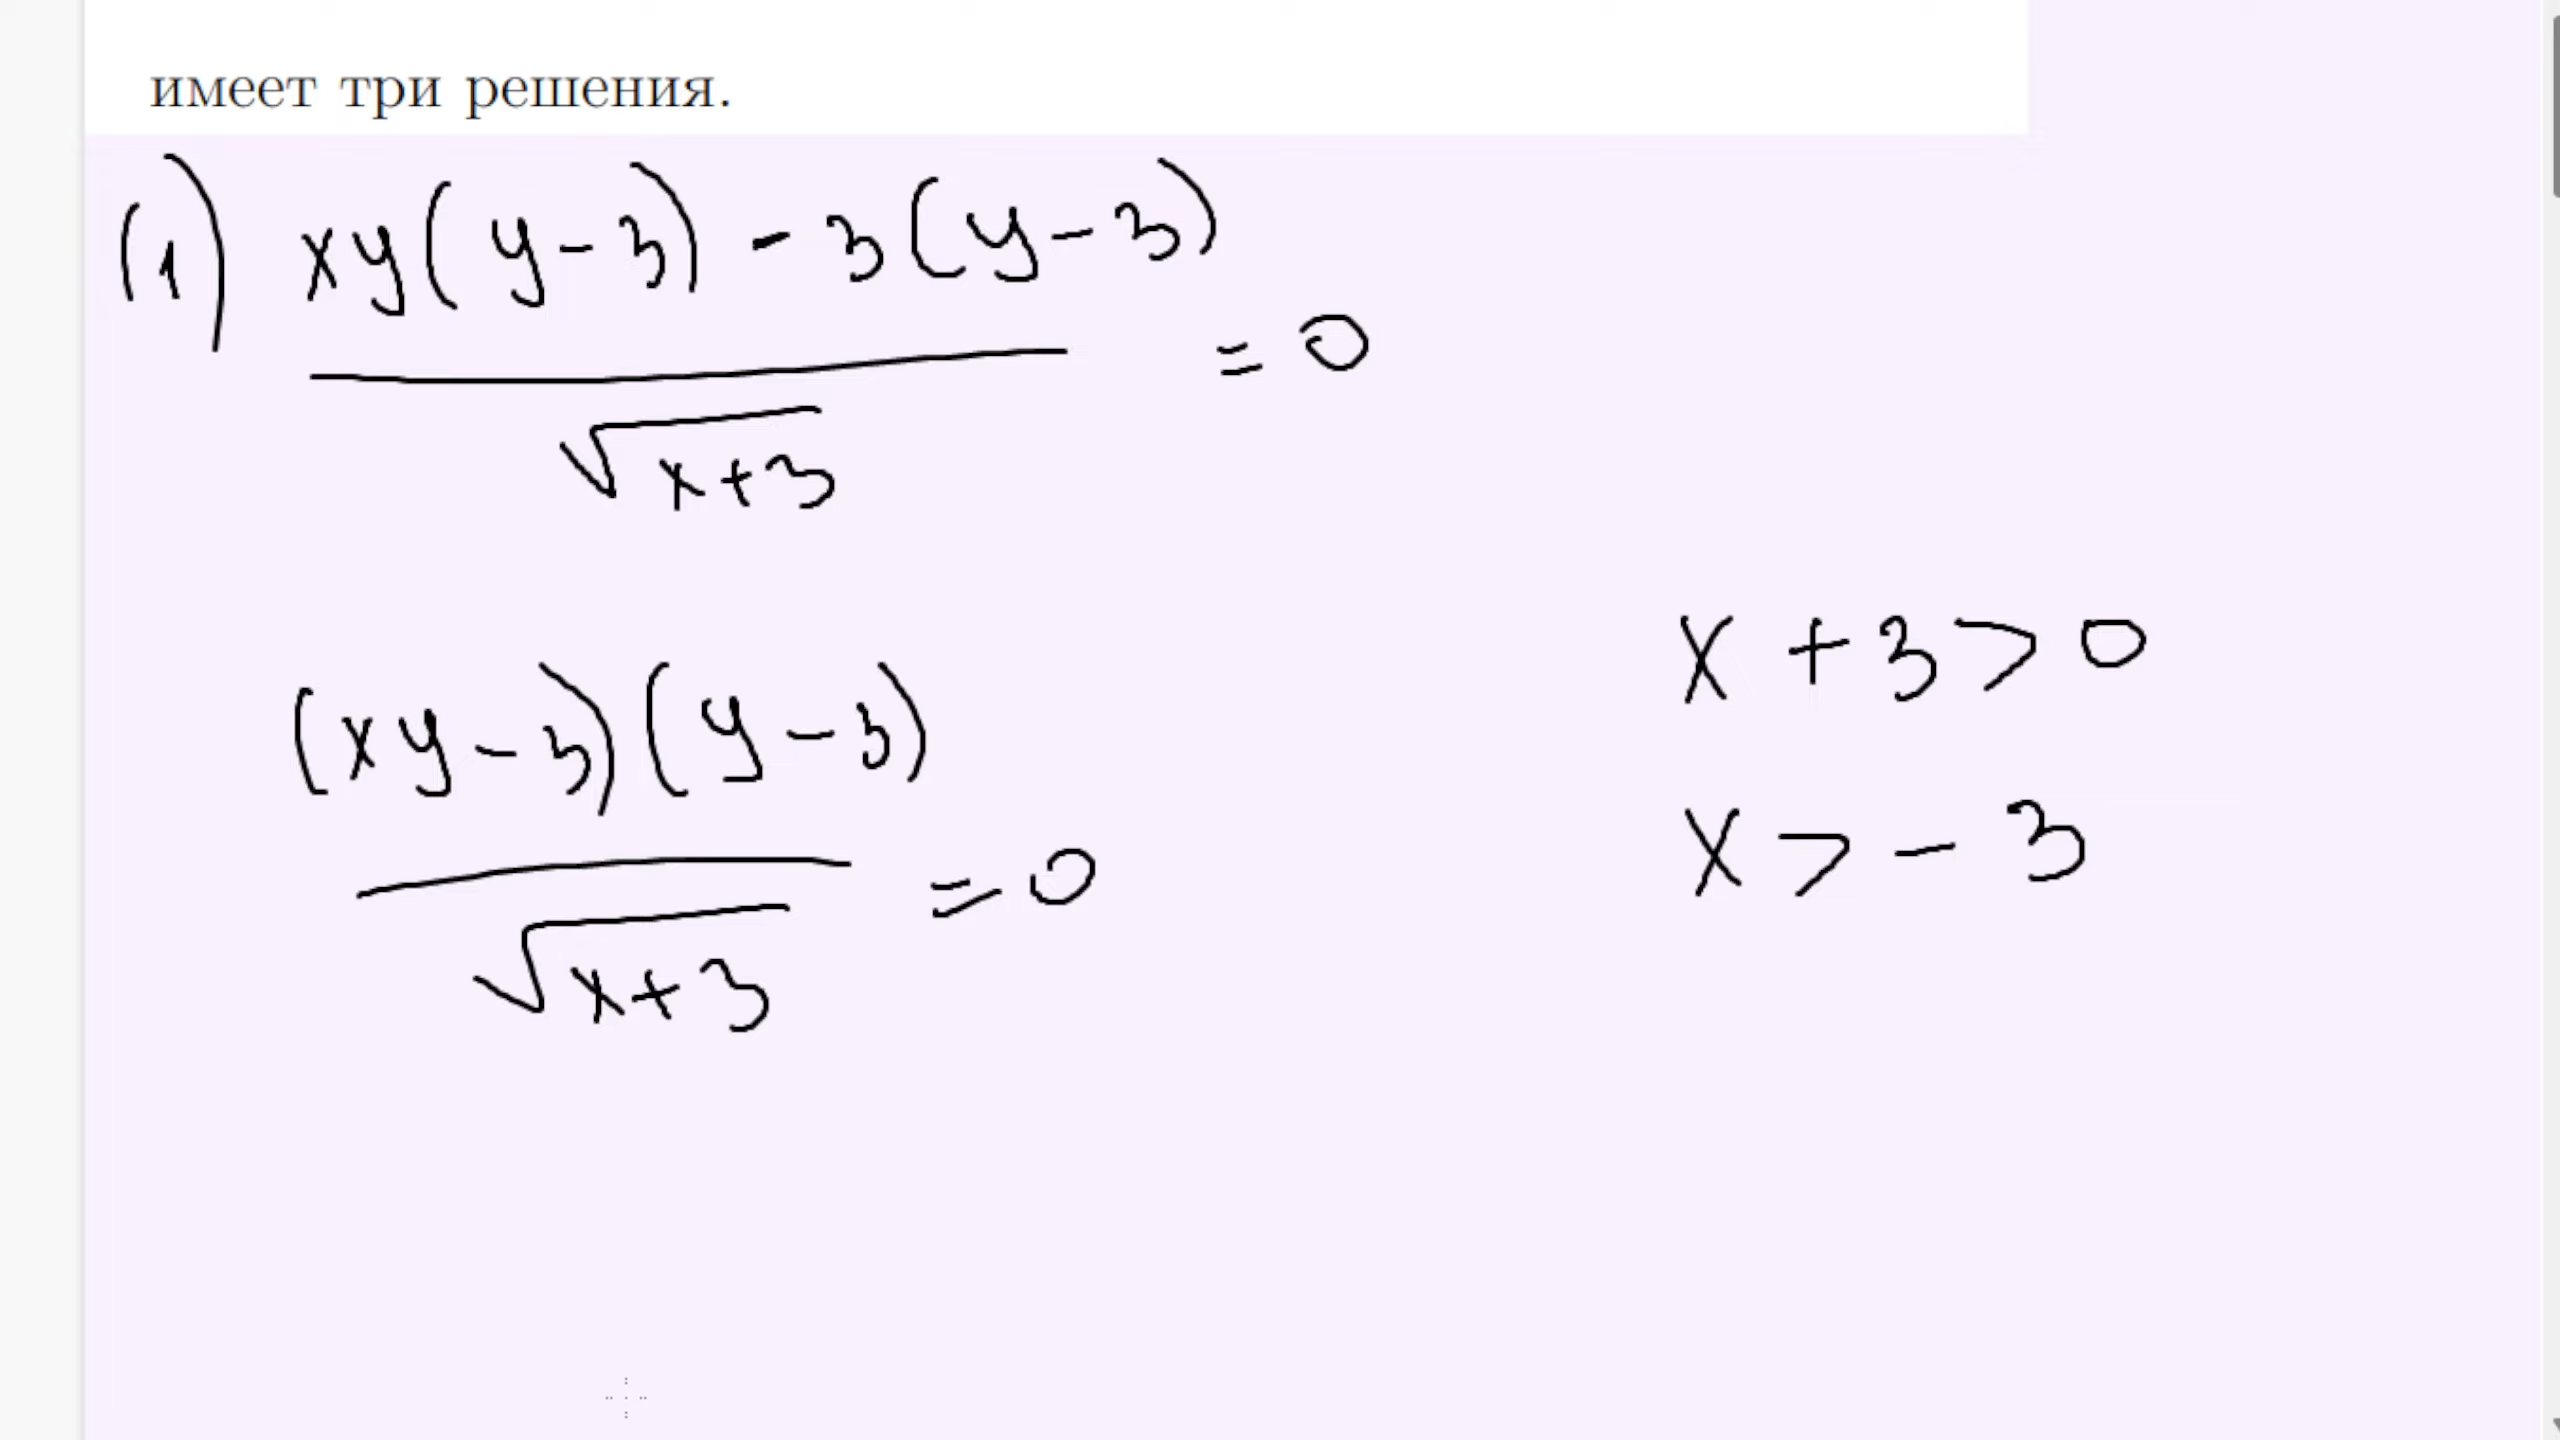 имеет три решения.
(1) xy(y-3) - 3(y-3)
= 0
√x+3
(xy-3)(y-3)
= 0
√x+3
x + 3 > 0
x > - 3